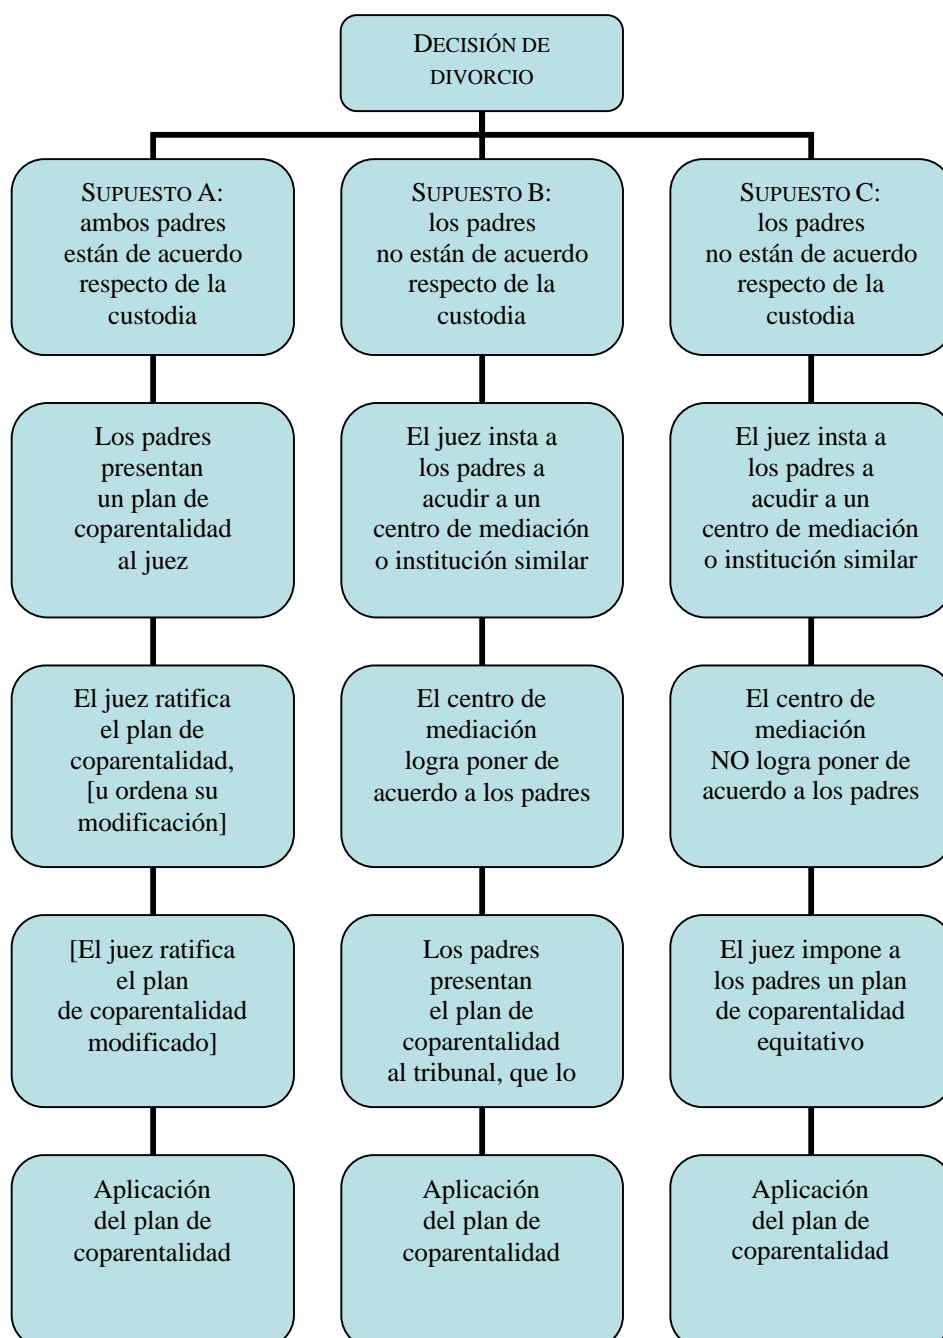 DECISIÓN DE
DIVORCIO
SUPUESTO A:
ambos padres
están de acuerdo
respecto de la
custodia
Los padres
presentan
un plan de
coparentalidad
al juez
El juez ratifica
el plan de
coparentalidad,
[u ordena su
modificación]
[El juez ratifica
el plan
de coparentalidad
modificado]
Aplicación
del plan de
coparentalidad
SUPUESTO B:
los padres
no están de acuerdo
respecto de la
custodia
El juez insta a
los padres a
acudir a un
centro de mediación
o institución similar
El centro de
mediación
logra poner de
acuerdo a los padres
Los padres
presentan
el plan de
coparentalidad
al tribunal, que lo
Aplicación
del plan de
coparentalidad
SUPUESTO C:
los padres
no están de acuerdo
respecto de la
custodia
El juez insta a
los padres a
acudir a un
centro de mediación
o institución similar
El centro de
mediación
NO logra poner de
acuerdo a los padres
El juez impone a
los padres un plan
de coparentalidad
equitativo
Aplicación
del plan de
coparentalidad